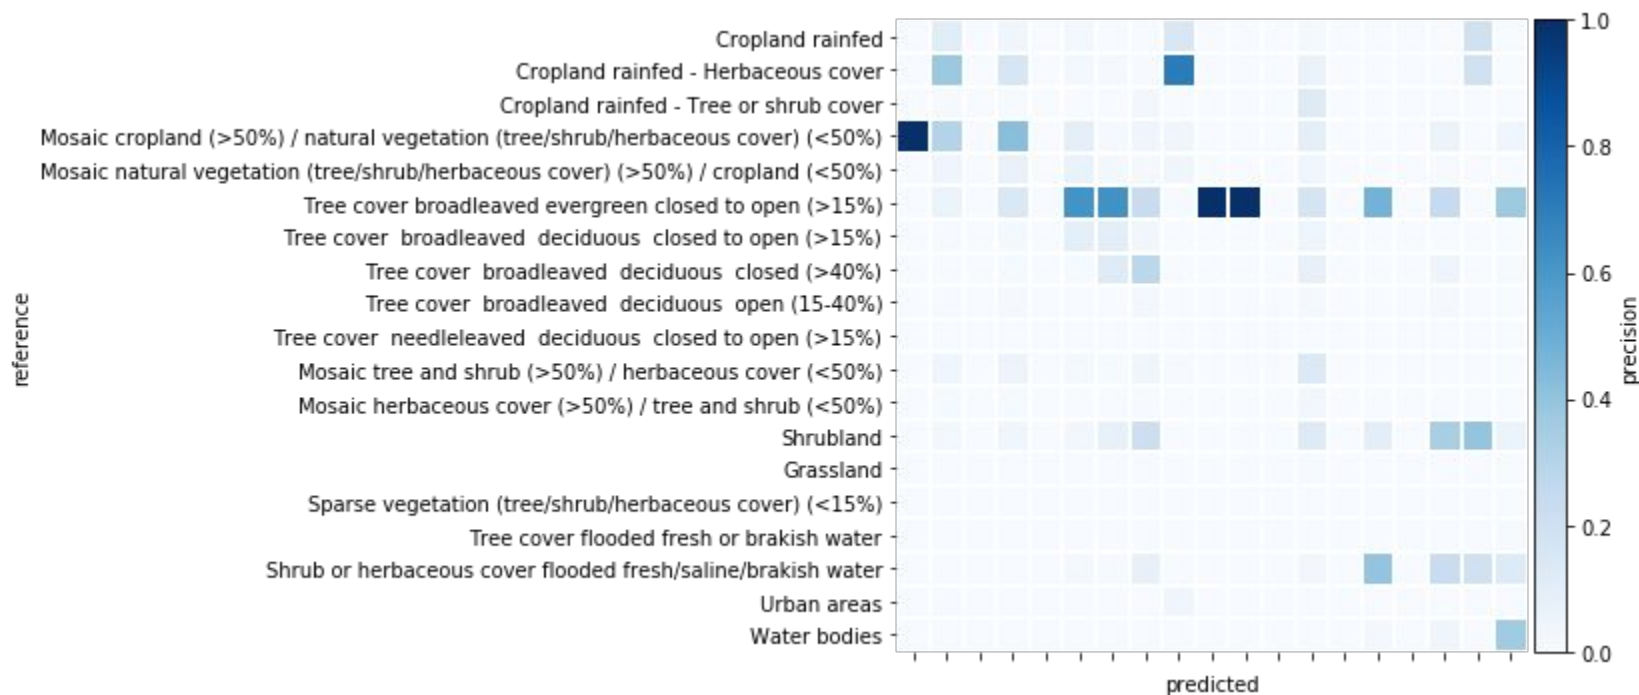 Cropland rainfed
Cropland rainfed - Herbaceous cover
Cropland rainfed - Tree or shrub cover
Mosaic cropland (>50%) / natural vegetation (tree/shrub/herbaceous cover) (<50%)
Mosaic natural vegetation (tree/shrub/herbaceous cover) (>50%) / cropland (<50%)
Tree cover broadleaved evergreen closed to open (>15%)
Tree cover  broadleaved  deciduous  closed to open (>15%)
Tree cover  broadleaved  deciduous  closed (>40%)
Tree cover  broadleaved  deciduous  open (15-40%)
Tree cover  needleleaved  deciduous  closed to open (>15%)
Mosaic tree and shrub (>50%) / herbaceous cover (<50%)
Mosaic herbaceous cover (>50%) / tree and shrub (<50%)
Shrubland
Grassland
Sparse vegetation (tree/shrub/herbaceous cover) (<15%)
Tree cover flooded fresh or brakish water
Shrub or herbaceous cover flooded fresh/saline/brakish water
Urban areas
Water bodies
reference
predicted
1.0
0.8
0.6
0.4
0.2
0.0
precision